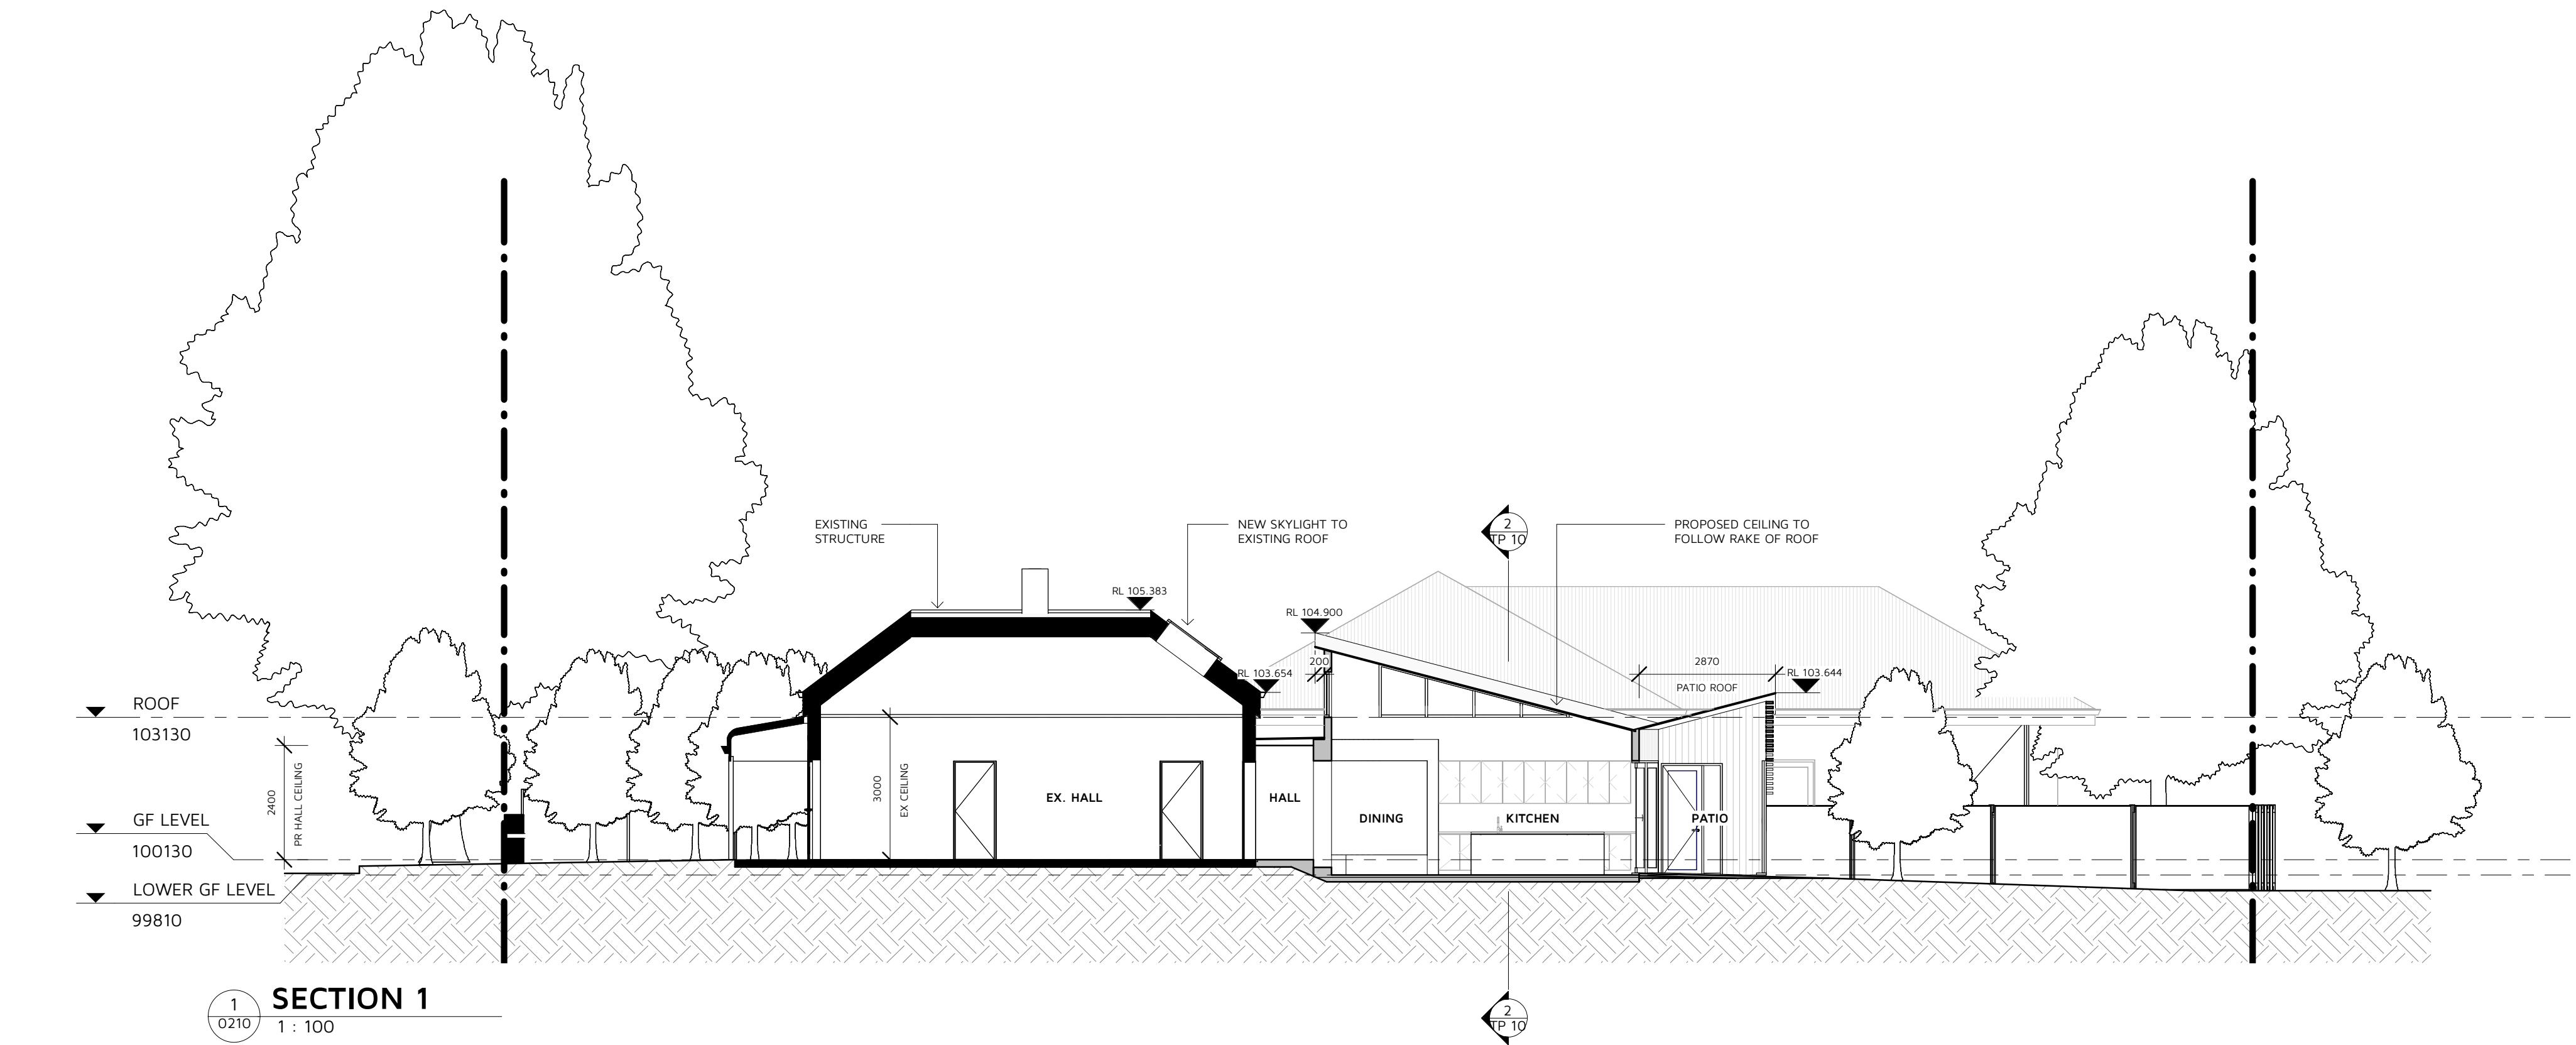 EXISTING
STRUCTURE
NEW SKYLIGHT TO
EXISTING ROOF
2
TP 10
PROPOSED CEILING TO
FOLLOW RAKE OF ROOF
RL 105.383
RL 104.900
200
RL 103.654
2870
PATIO ROOF
RL 103.644
ROOF
103130
2400
PR HALL CEILING
3000
EX CEILING
EX. HALL
HALL
DINING
KITCHEN
PATIO
GF LEVEL
100130
LOWER GF LEVEL
99810
1
0210
SECTION 1
1 : 100
2
TP 10